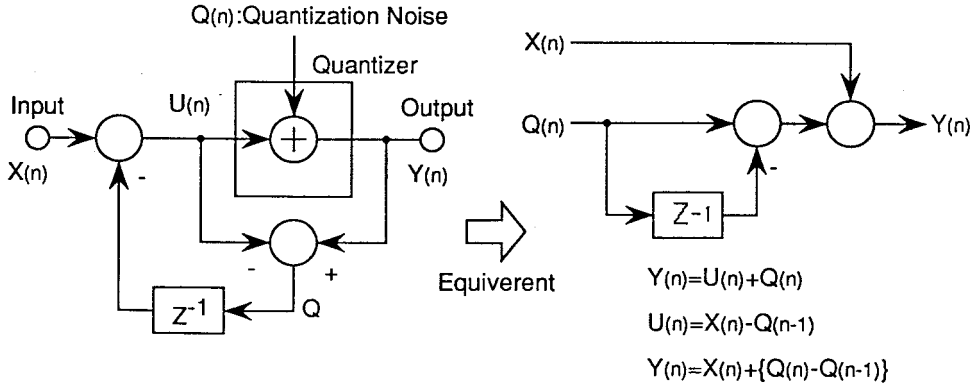 Q(n):Quantization Noise
Quantizer
Input
U(n)
Output
X(n)
+
Y(n)
-
-
+
Z-1
Q
Equiverent
X(n)
Q(n)
Y(n)
-
Z-1
Y(n)=U(n)+Q(n)
U(n)=X(n)-Q(n-1)
Y(n)=X(n)+{Q(n)-Q(n-1)}